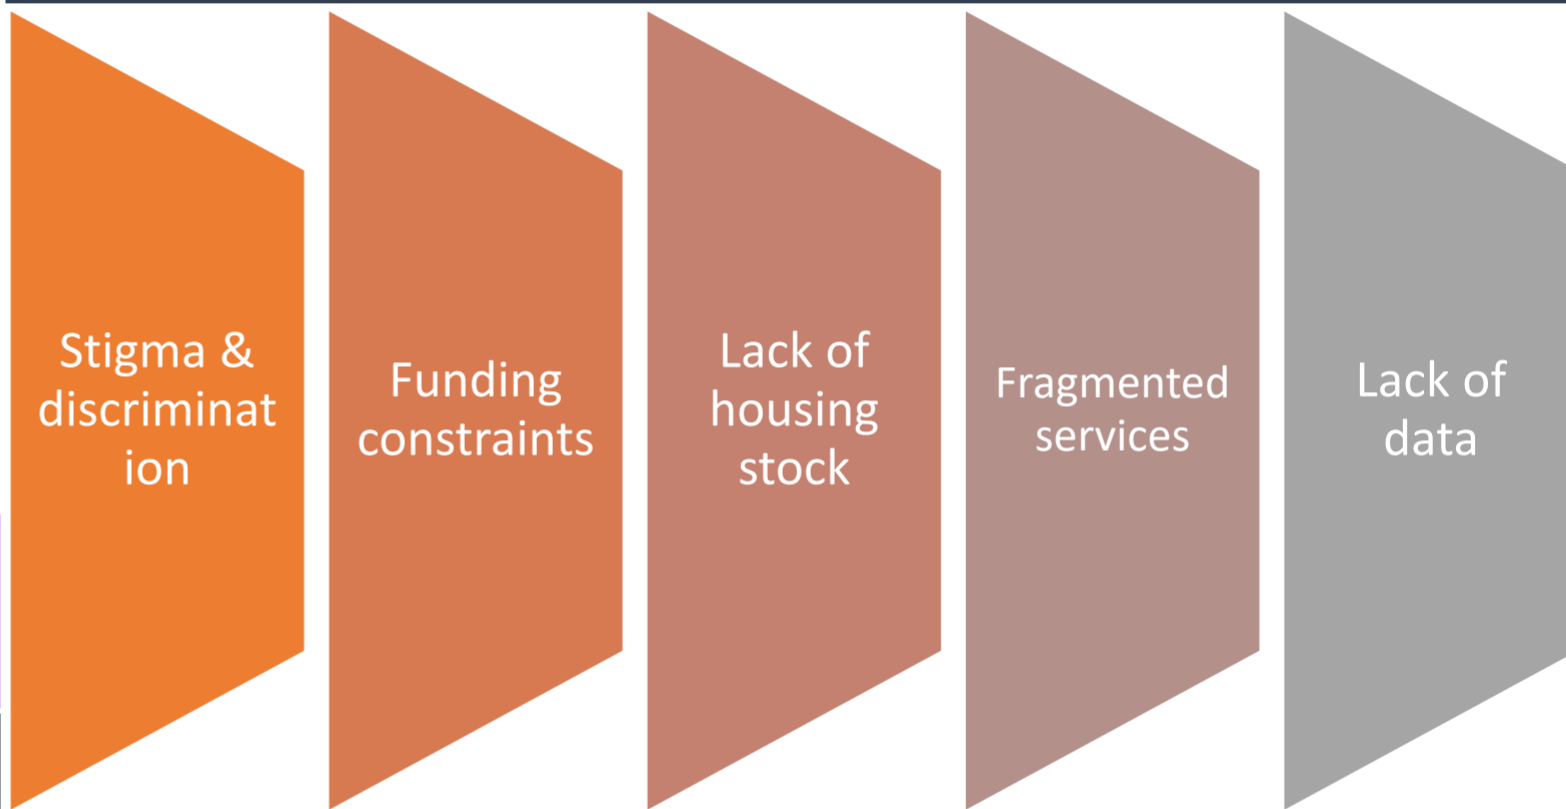 Stigma &
discriminat
ion
Funding
constraints
Lack of
housing
stock
Fragmented
services
Lack of
data